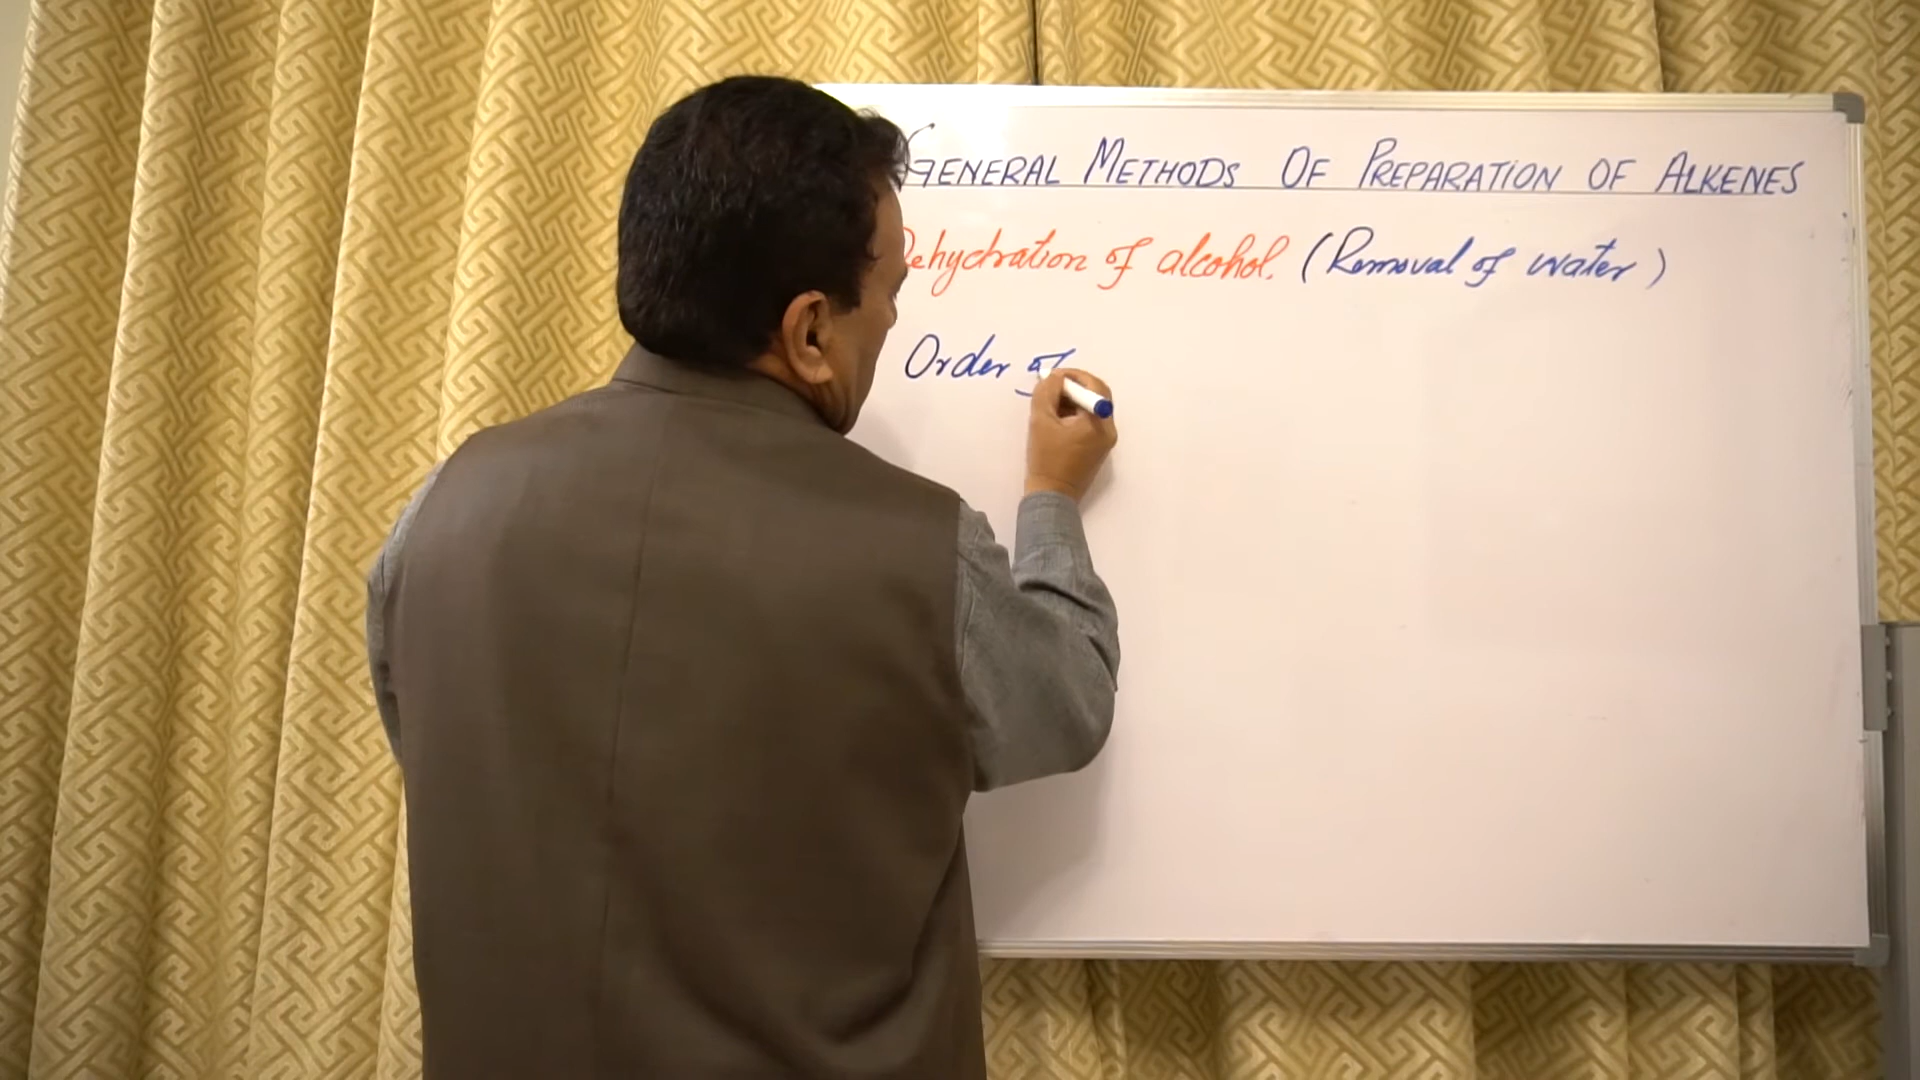 GENERAL METHODS OF PREPARATION OF ALKENES
Dehydration of alcohol. (Removal of water)
Order of